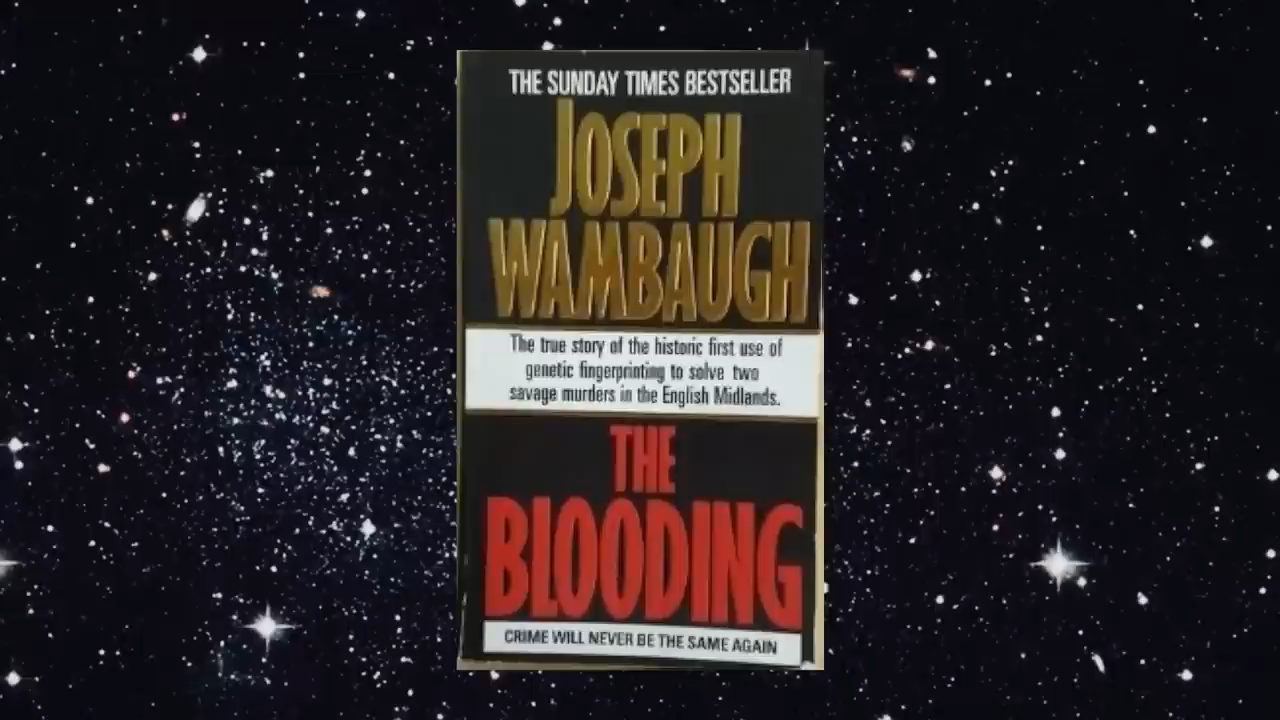 THE SUNDAY TIMES BESTSELLER
JOSEPH
WAMBAUGH
The true story of the historic first use of
genetic fingerprinting to solve two
savage murders in the English Midlands.
THE
BLOODING
CRIME WILL NEVER BE THE SAME AGAIN